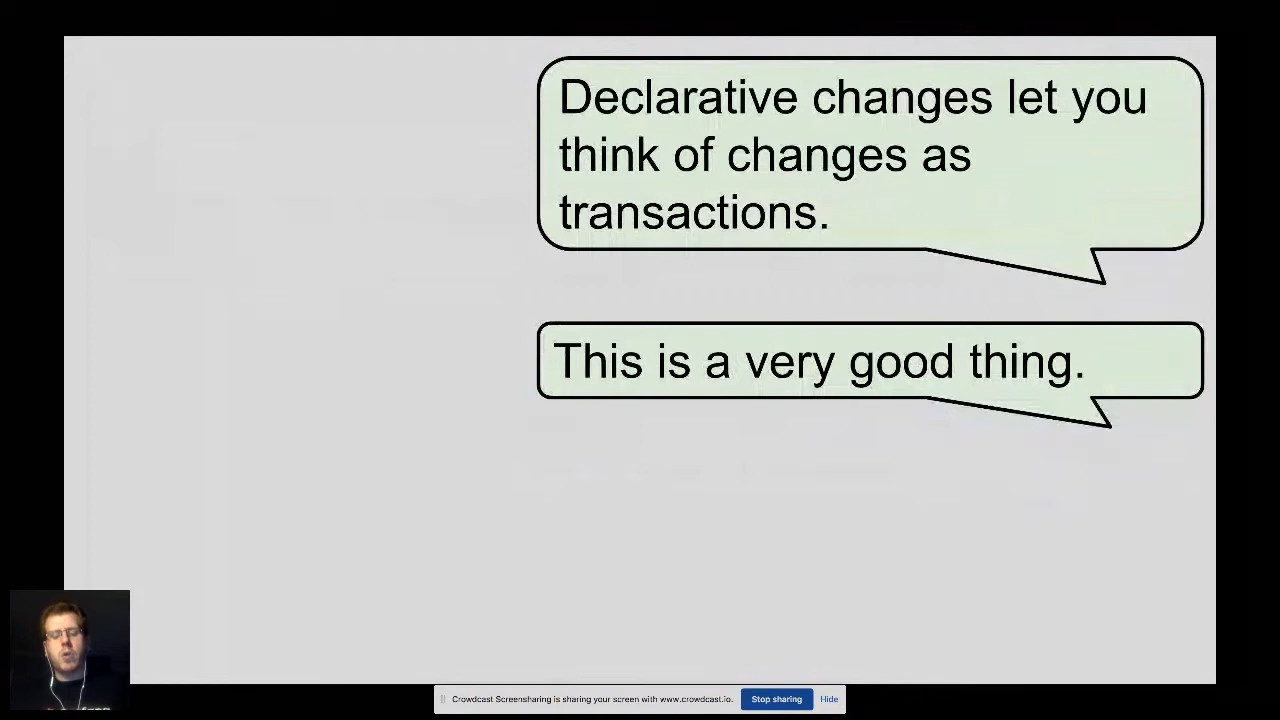 Declarative changes let you
think of changes as
transactions.
This is a very good thing.
Crowdcast Screensharing is sharing your screen with www.crowdcast.io. Stop sharing Hide